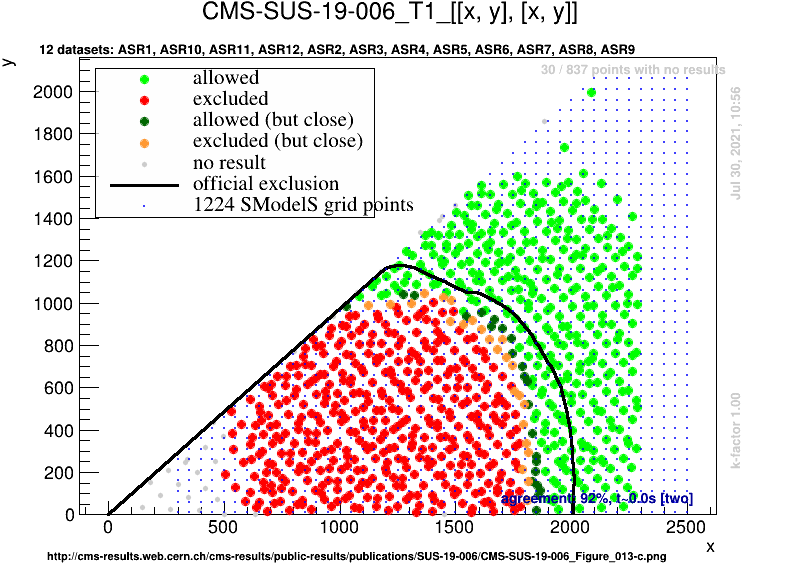 CMS-SUS-19-006_T1_[[x, y], [x, y]]
12 datasets: ASR1, ASR10, ASR11, ASR12, ASR2, ASR3, ASR4, ASR5, ASR6, ASR7, ASR8, ASR9
y
30 / 837 points with no results
allowed
excluded
allowed (but close)
excluded (but close)
no result
official exclusion
1224 SModelS grid points
2000
1800
1600
1400
1200
1000
800
600
400
200
0
Jul 30, 2021, 10:56
k-factor 1.00
agreement: 92%, t~0.0s [two]
0 500 1000 1500 2000 2500
x
http://cms-results.web.cern.ch/cms-results/public-results/publications/SUS-19-006/CMS-SUS-19-006_Figure_013-c.png